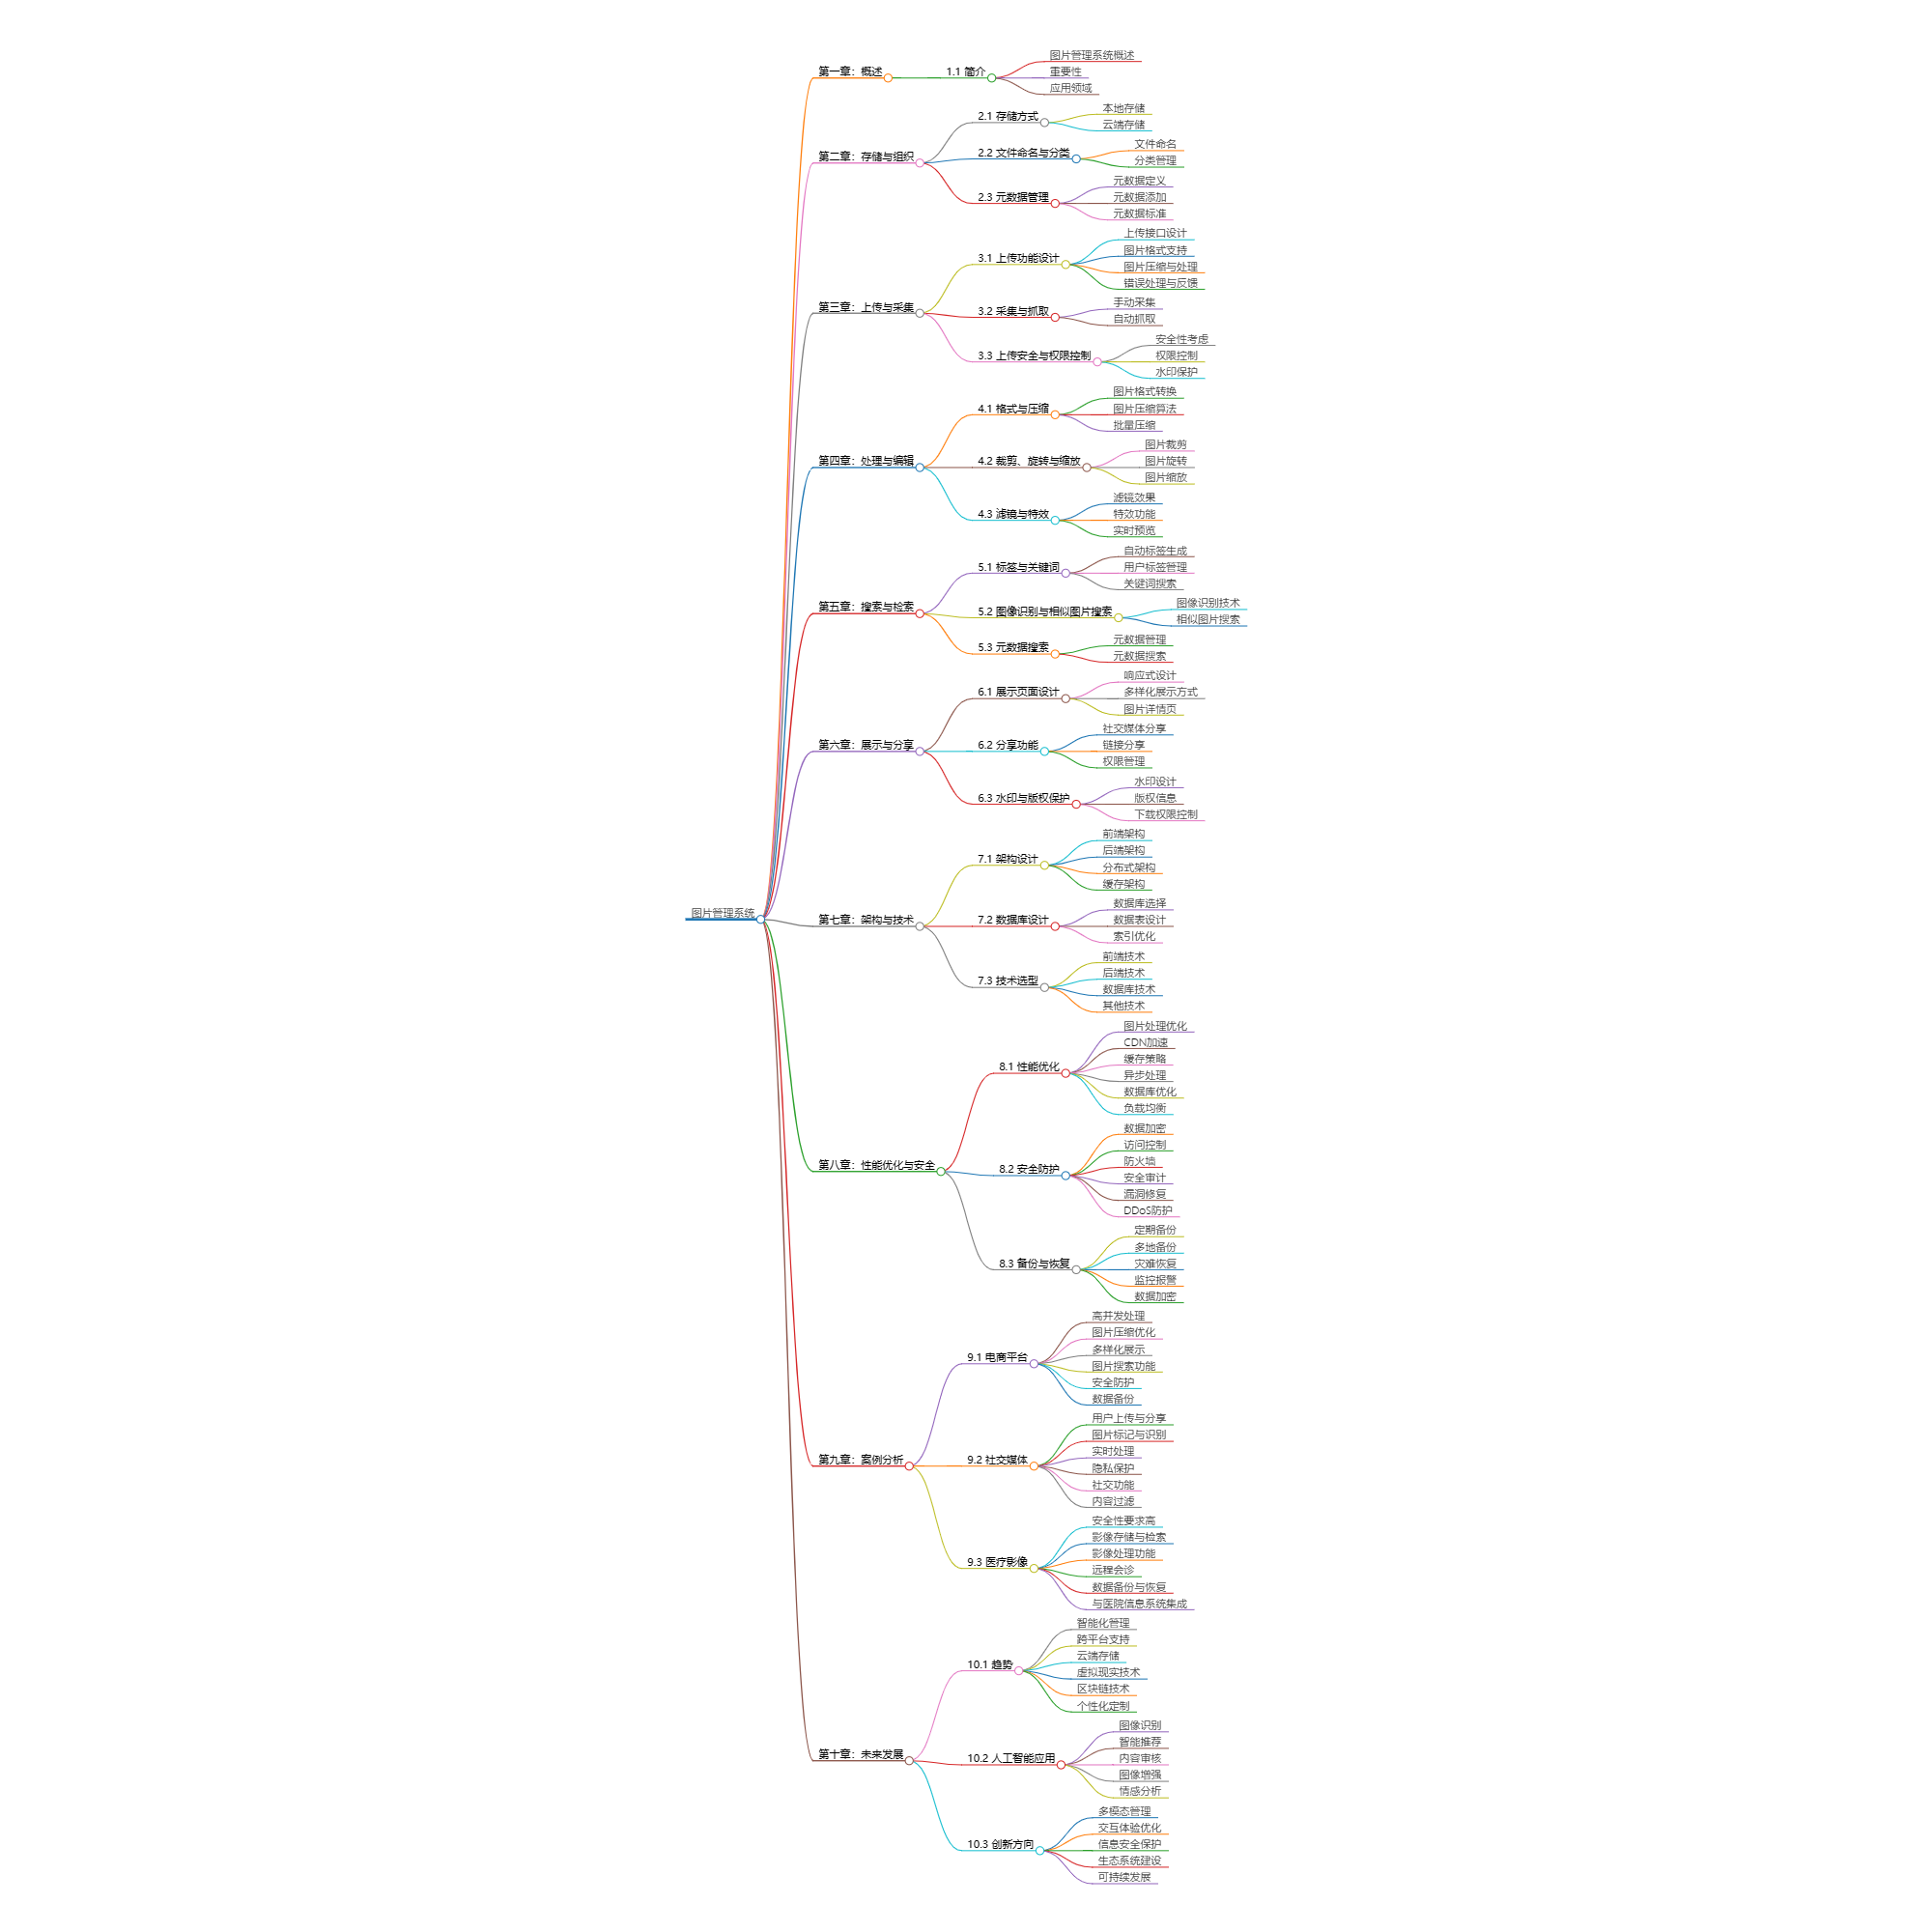 图片管理系统
第一章：概述
1.1 简介
图片管理系统概述
重要性
应用领域
第二章：存储与组织
2.1 存储方式
本地存储
云端存储
2.2 文件命名与分类
文件命名
分类管理
2.3 元数据管理
元数据定义
元数据添加
元数据标准
第三章：上传与采集
3.1 上传功能设计
上传接口设计
图片格式支持
图片压缩与处理
错误处理与反馈
3.2 采集与抓取
手动采集
自动抓取
3.3 上传安全与权限控制
安全性考虑
权限控制
水印保护
第四章：处理与编辑
4.1 格式与压缩
图片格式转换
图片压缩算法
批量压缩
4.2 裁剪、旋转与缩放
图片裁剪
图片旋转
图片缩放
4.3 滤镜与特效
滤镜效果
特效功能
实时预览
第五章：搜索与检索
5.1 标签与关键词
自动标签生成
用户标签管理
关键词搜索
5.2 图像识别与相似图片搜索
图像识别技术
相似图片搜索
5.3 元数据搜索
元数据管理
元数据搜索
第六章：展示与分享
6.1 展示页面设计
响应式设计
多样化展示方式
图片详情页
6.2 分享功能
社交媒体分享
链接分享
权限管理
6.3 水印与版权保护
水印设计
版权信息
下载权限控制
第七章：架构与技术
7.1 架构设计
前端架构
后端架构
分布式架构
缓存架构
7.2 数据库设计
数据库选择
数据表设计
索引优化
7.3 技术选型
前端技术
后端技术
数据库技术
其他技术
第八章：性能优化与安全
8.1 性能优化
图片处理优化
CDN加速
缓存策略
异步处理
数据库优化
负载均衡
8.2 安全防护
数据加密
访问控制
防火墙
安全审计
漏洞修复
DDoS防护
8.3 备份与恢复
定期备份
多地备份
灾难恢复
监控报警
数据加密
第九章：案例分析
9.1 电商平台
高并发处理
图片压缩优化
多样化展示
图片搜索功能
安全防护
数据备份
9.2 社交媒体
用户上传与分享
图片标记与识别
实时处理
隐私保护
社交功能
内容过滤
9.3 医疗影像
安全性要求高
影像存储与检索
影像处理功能
远程会诊
数据备份与恢复
与医院信息系统集成
第十章：未来发展
10.1 趋势
智能化管理
跨平台支持
云端存储
虚拟现实技术
区块链技术
个性化定制
10.2 人工智能应用
图像识别
智能推荐
内容审核
图像增强
情感分析
10.3 创新方向
多模态管理
交互体验优化
信息安全保护
生态系统建设
可持续发展